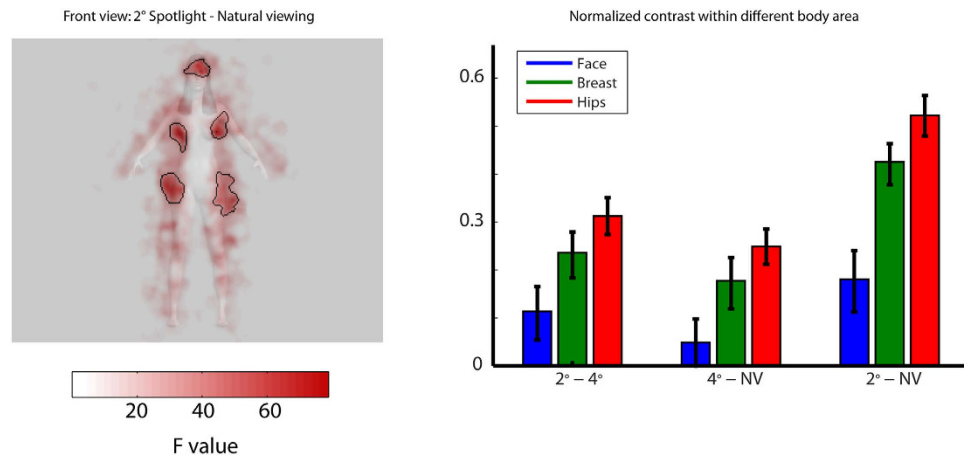 Front view: 2° Spotlight - Natural viewing
20 40 60
F value
Normalized contrast within different body area
Face
Breast
Hips
0.6
0.3
0
2° – 4° 4° – NV 2° – NV